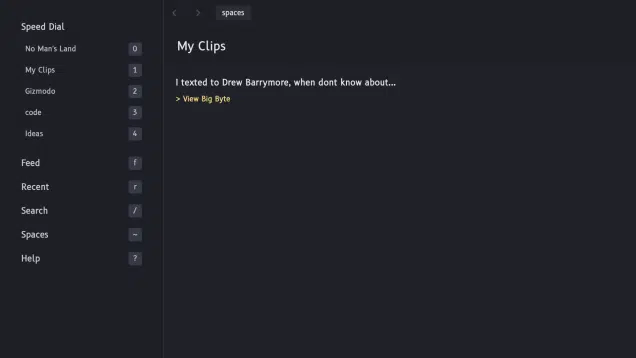 Speed Dial
No Man's Land 0
My Clips 1
Gizmodo 2
code 3
Ideas 4
Feed f
Recent r
Search /
Spaces ~
Help ?
spaces
My Clips
I texted to Drew Barrymore, when dont know about...
> View Big Byte